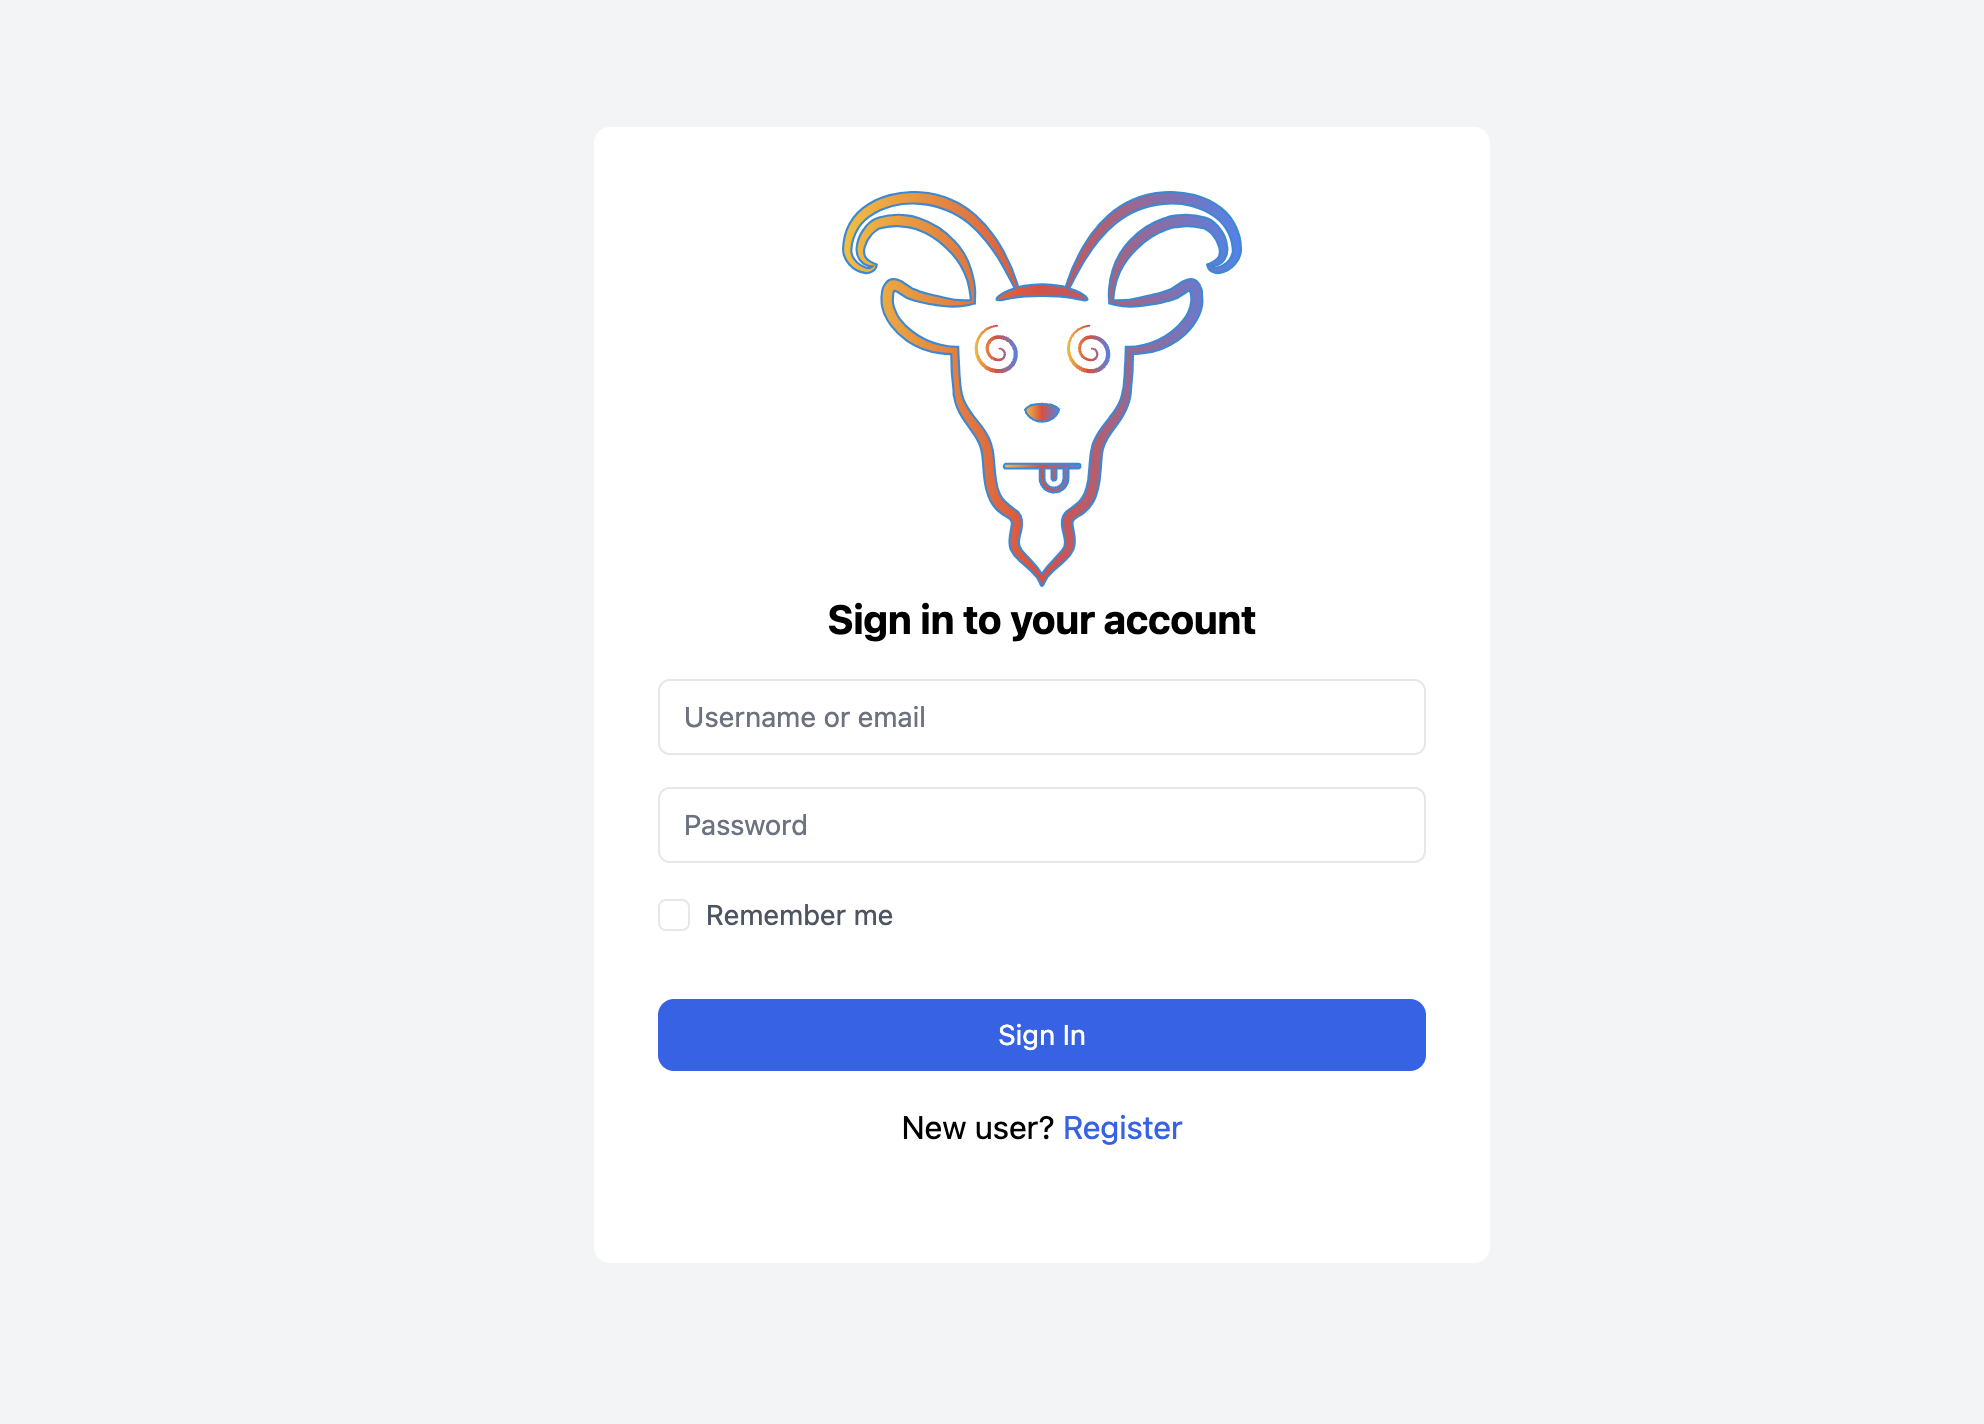 Sign in to your account
Username or email
Password
Remember me
Sign In
New user? Register